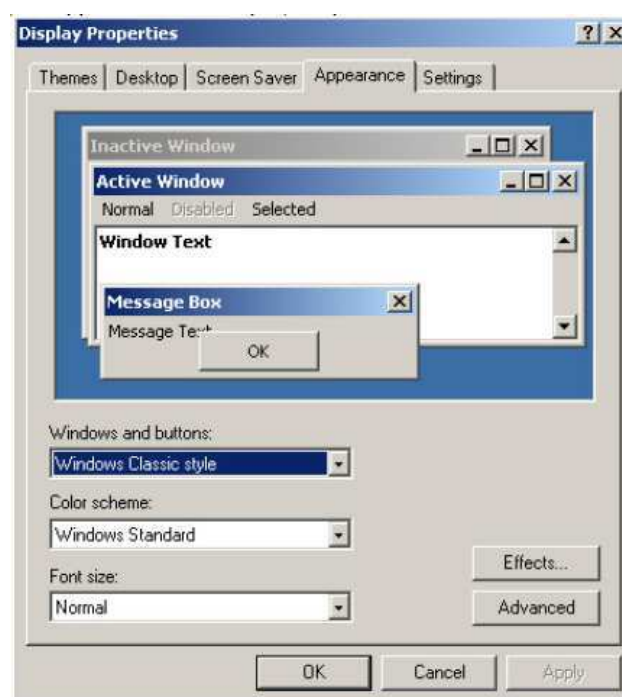 Display Properties
Themes Desktop Screen Saver Appearance Settings
Inactive Window
Active Window
Normal Disabled Selected
Window Text
Message Box
Message Text
OK
Windows and buttons:
Windows Classic style
Color scheme:
Windows Standard
Effects...
Font size:
Normal
Advanced
OK Cancel Apply